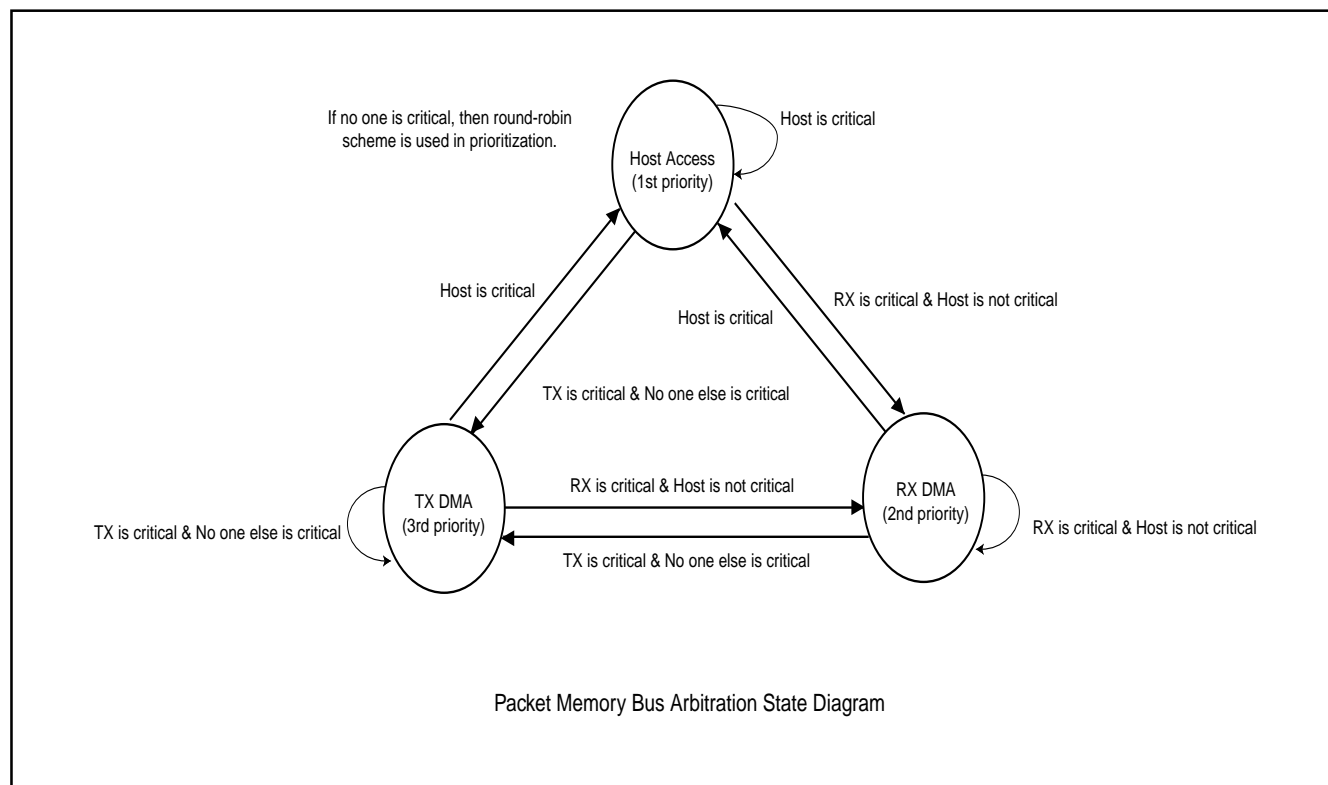 If no one is critical, then round-robin
scheme is used in prioritization.
Host is critical
Host Access
(1st priority)
Host is critical
RX is critical & Host is not critical
Host is critical
TX is critical & No one else is critical
TX DMA
(3rd priority)
RX is critical & Host is not critical
RX DMA
(2nd priority)
TX is critical & No one else is critical
RX is critical & Host is not critical
TX is critical & No one else is critical
Packet Memory Bus Arbitration State Diagram